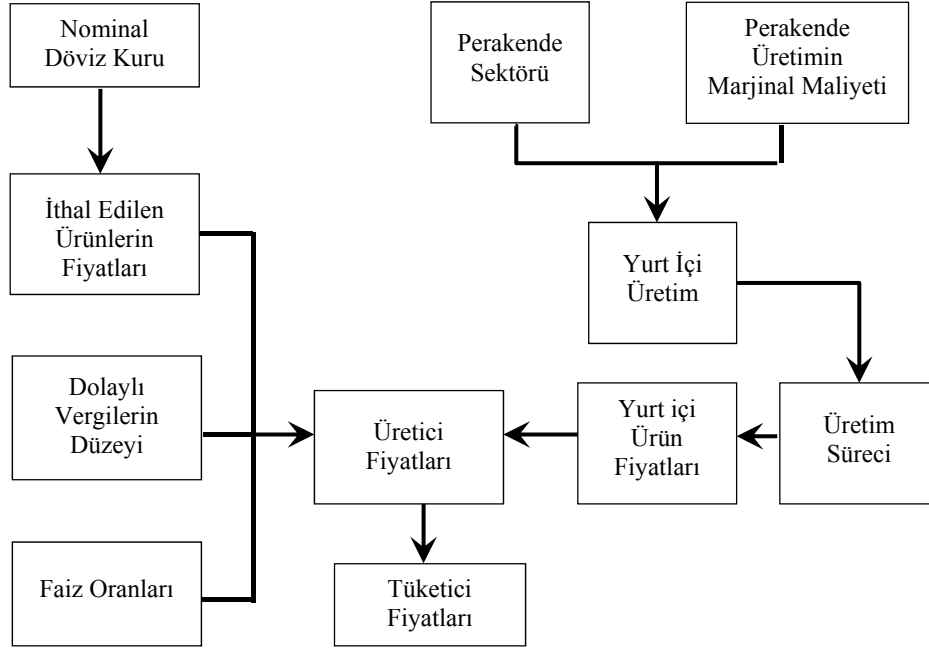 Nominal
Döviz Kuru
Perakende
Sektörü
Perakende
Üretimin
Marjinal Maliyeti
İthal Edilen
Ürünlerin
Fiyatları
Yurt İçi
Üretim
Dolaylı
Vergilerin
Düzeyi
Üretici
Fiyatları
Yurt içi
Ürün
Fiyatları
Üretim
Süreci
Faiz Oranları
Tüketici
Fiyatları